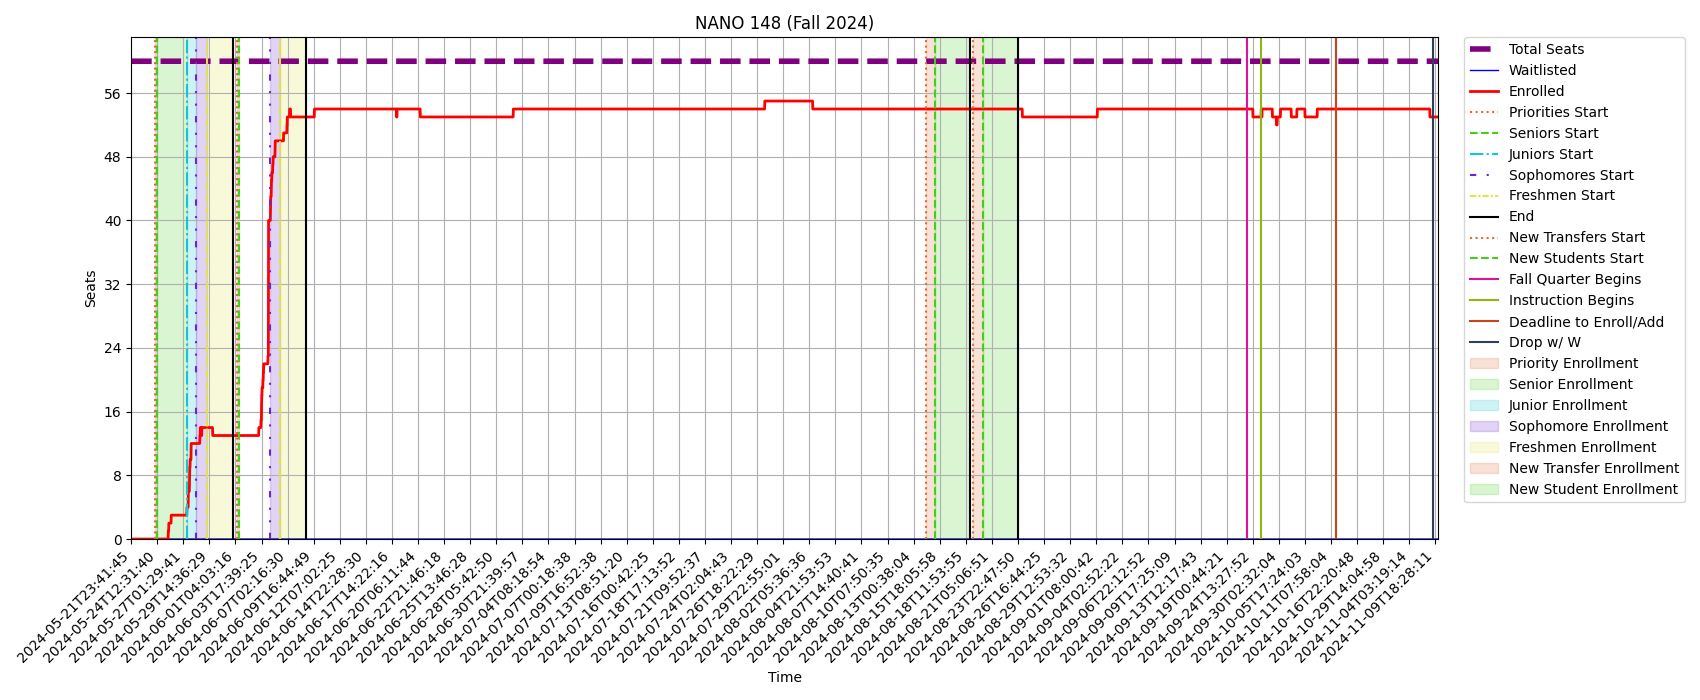 NANO 148 (Fall 2024)
Seats
56
48
40
32
24
16
8
0
2024-05-21T23:41:45
2024-05-24T12:31:40
2024-05-27T01:29:41
2024-05-29T14:36:29
2024-06-01T04:03:16
2024-06-03T17:39:25
2024-06-07T02:16:30
2024-06-09T16:44:49
2024-06-12T07:02:25
2024-06-14T22:28:30
2024-06-17T14:22:16
2024-06-20T06:11:44
2024-06-22T21:46:18
2024-06-25T13:46:28
2024-06-28T05:42:50
2024-06-30T21:39:57
2024-07-04T08:18:54
2024-07-07T00:18:38
2024-07-09T16:52:38
2024-07-13T08:51:20
2024-07-16T00:42:25
2024-07-18T17:13:52
2024-07-21T09:52:37
2024-07-24T02:04:43
2024-07-26T18:22:29
2024-07-29T22:55:01
2024-08-02T05:36:36
2024-08-04T21:53:53
2024-08-07T14:40:41
2024-08-10T07:50:35
2024-08-13T00:38:04
2024-08-15T18:05:58
2024-08-18T11:53:55
2024-08-21T05:06:51
2024-08-23T22:47:50
2024-08-26T16:44:25
2024-08-29T12:53:32
2024-09-01T08:00:42
2024-09-04T02:52:22
2024-09-06T22:12:52
2024-09-09T17:25:09
2024-09-13T12:17:43
2024-09-19T00:44:21
2024-09-24T13:27:52
2024-09-30T02:32:04
2024-10-05T17:24:03
2024-10-11T07:58:04
2024-10-16T22:20:48
2024-10-29T14:04:58
2024-11-04T03:19:14
2024-11-09T18:28:11
Time
Total Seats
Waitlisted
Enrolled
Priorities Start
Seniors Start
Juniors Start
Sophomores Start
Freshmen Start
End
New Transfers Start
New Students Start
Fall Quarter Begins
Instruction Begins
Deadline to Enroll/Add
Drop w/ W
Priority Enrollment
Senior Enrollment
Junior Enrollment
Sophomore Enrollment
Freshmen Enrollment
New Transfer Enrollment
New Student Enrollment